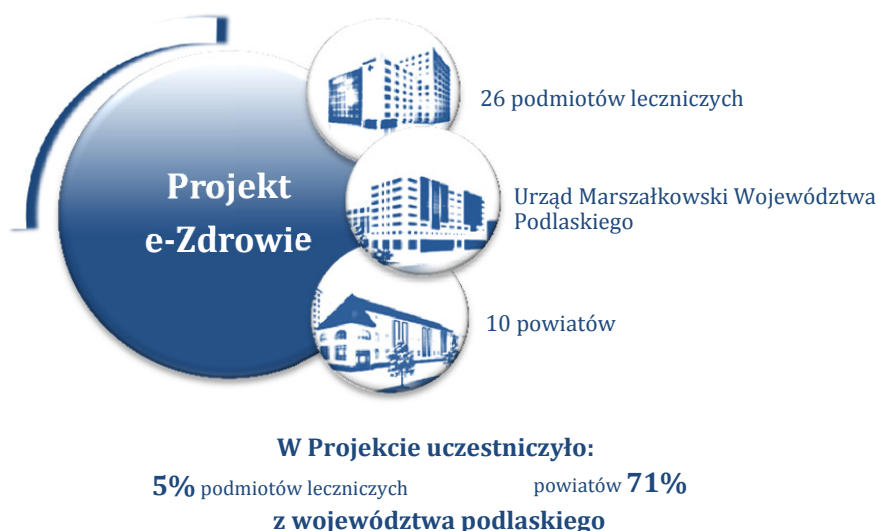 Projekt
e-Zdrowie
26 podmiotów leczniczych
Urząd Marszałkowski Województwa
Podlaskiego
10 powiatów
W Projekcie uczestniczyło:
5% podmiotów leczniczych powiatów 71%
z województwa podlaskiego